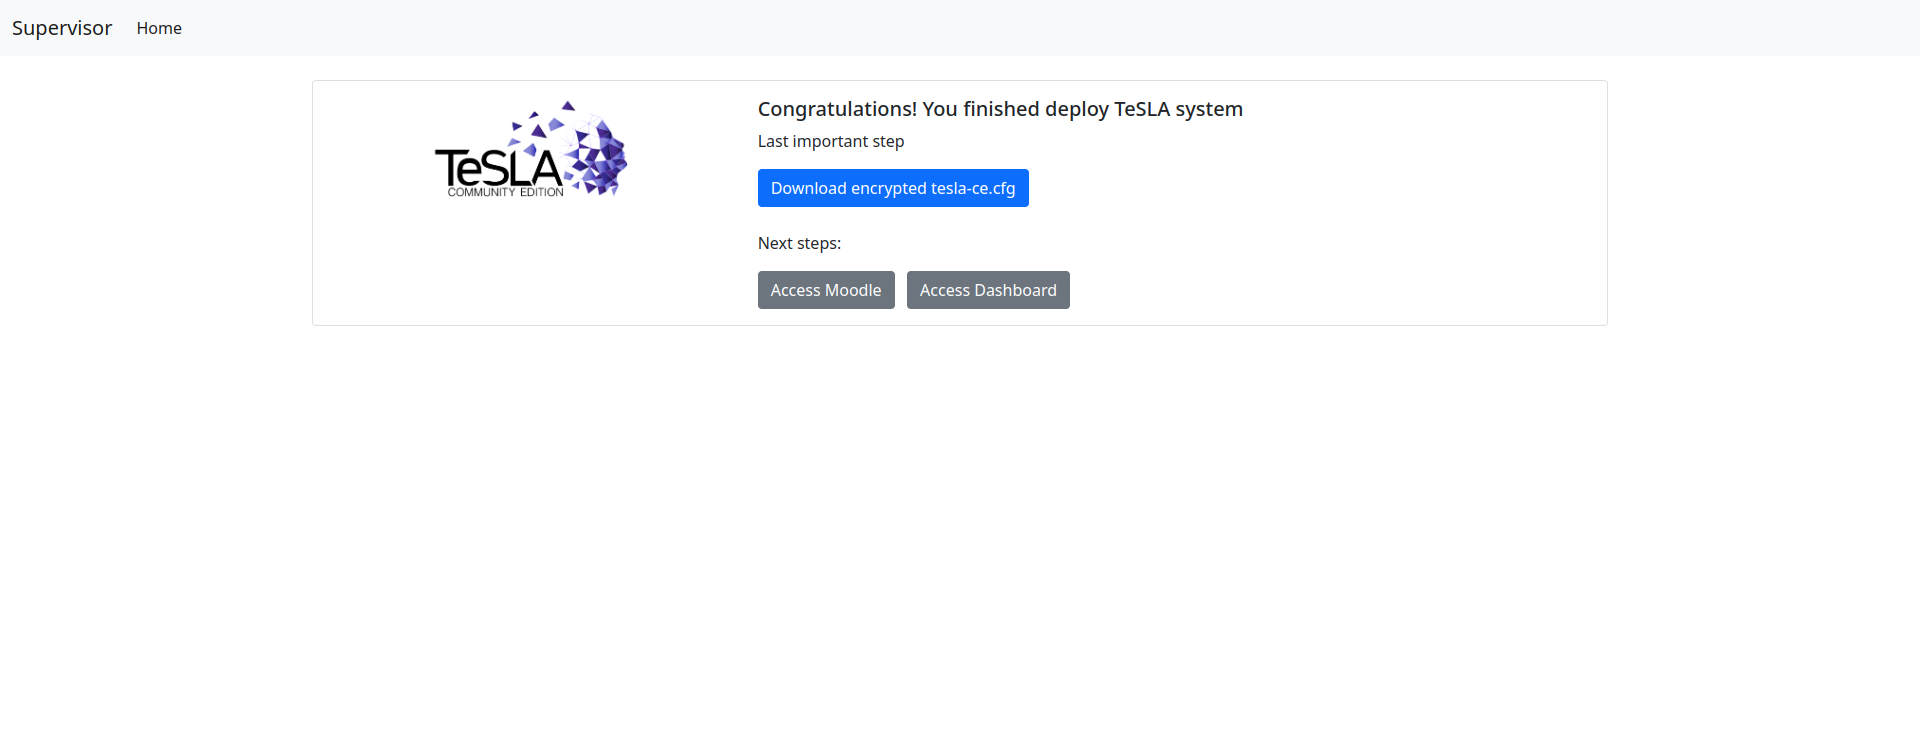 Supervisor Home
TeSLA
COMMUNITY EDITION
Congratulations! You finished deploy TeSLA system
Last important step
Download encrypted tesla-ce.cfg
Next steps:
Access Moodle Access Dashboard